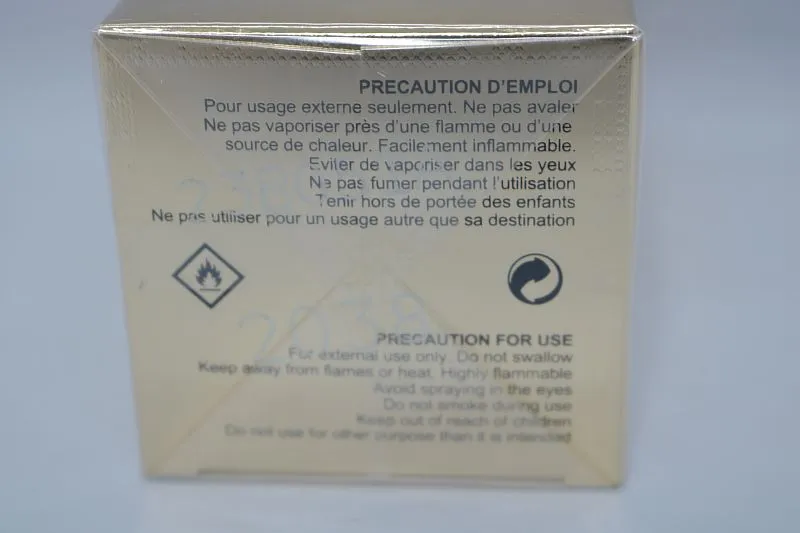 PRECAUTION D'EMPLOI
Pour usage externe seulement. Ne pas avaler
Ne pas vaporiser près d'une flamme ou d'une
source de chaleur. Facilement inflammable.
Eviter de vaporiser dans les yeux
Ne pas fumer pendant l'utilisation
Tenir hors de portée des enfants
Ne pas utiliser pour un usage autre que sa destination
PRECAUTION FOR USE
For external use only. Do not swallow
Keep away from flames or heat. Highly flammable
Avoid spraying in the eyes
Do not smoke during use
Keep out of reach of children
Do not use for other purpose than it is intended